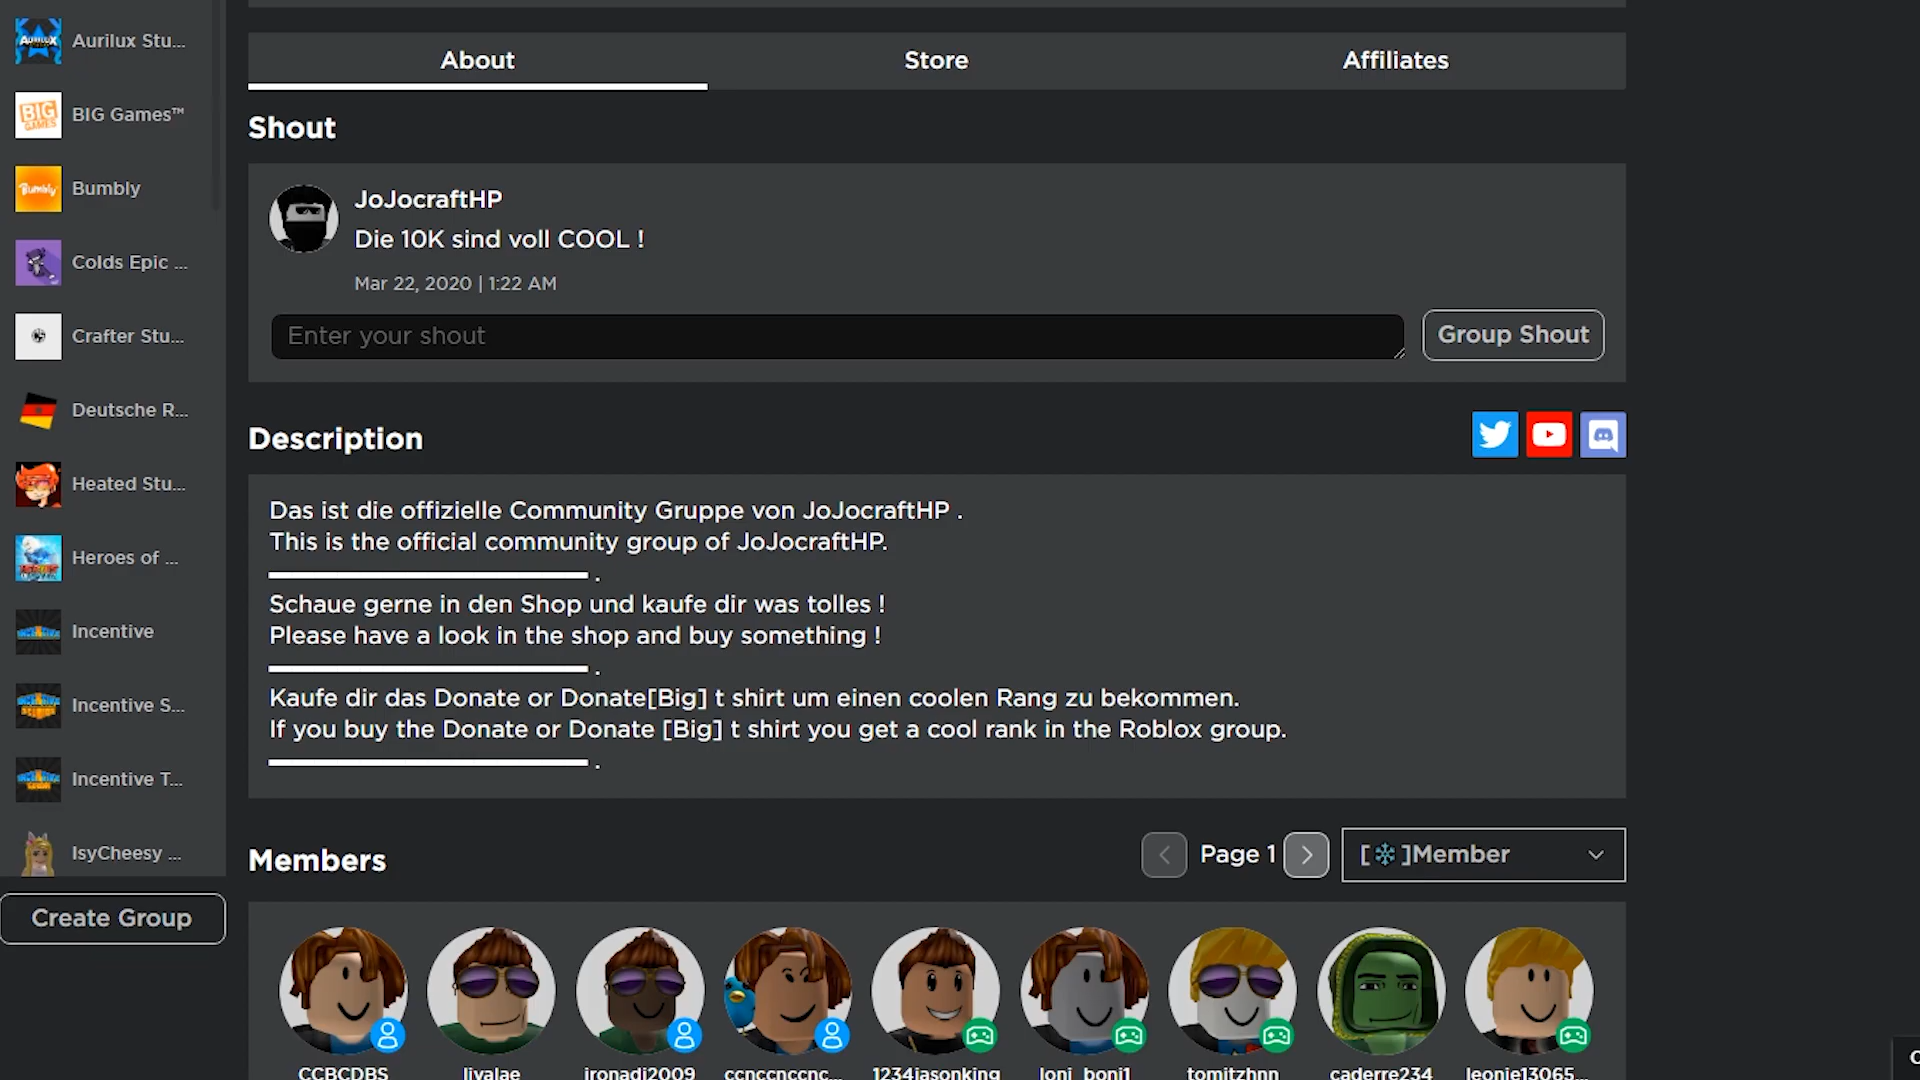 Aurilux Stu...
BIG Games™
Bumbly
Colds Epic ...
Crafter Stu...
Deutsche R...
Heated Stu...
Heroes of ...
Incentive
Incentive S...
Incentive T...
IsyCheesy ...
Create Group
About
Store
Affiliates
Shout
JoJocraftHP
Die 10K sind voll COOL !
Mar 22, 2020 | 1:22 AM
Enter your shout
Group Shout
Description
Das ist die offizielle Community Gruppe von JoJocraftHP .
This is the official community group of JoJocraftHP.
.
Schaue gerne in den Shop und kaufe dir was tolles !
Please have a look in the shop and buy something !
.
Kaufe dir das Donate or Donate[Big] t shirt um einen coolen Rang zu bekommen.
If you buy the Donate or Donate [Big] t shirt you get a cool rank in the Roblox group.
.
Members
Page 1
[❄]Member
CCBCDBS
liyalae
ironadi2009
ccnccnccnc...
1234jasonking
loni_boni1
tomitzhnn
caderre234
leonie13065...